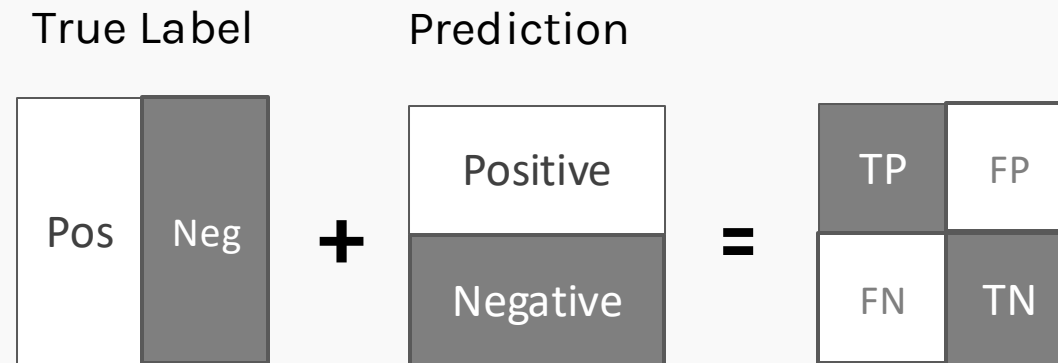 True Label Prediction
Positive TP FP
Pos Neg + =
Negative FN TN